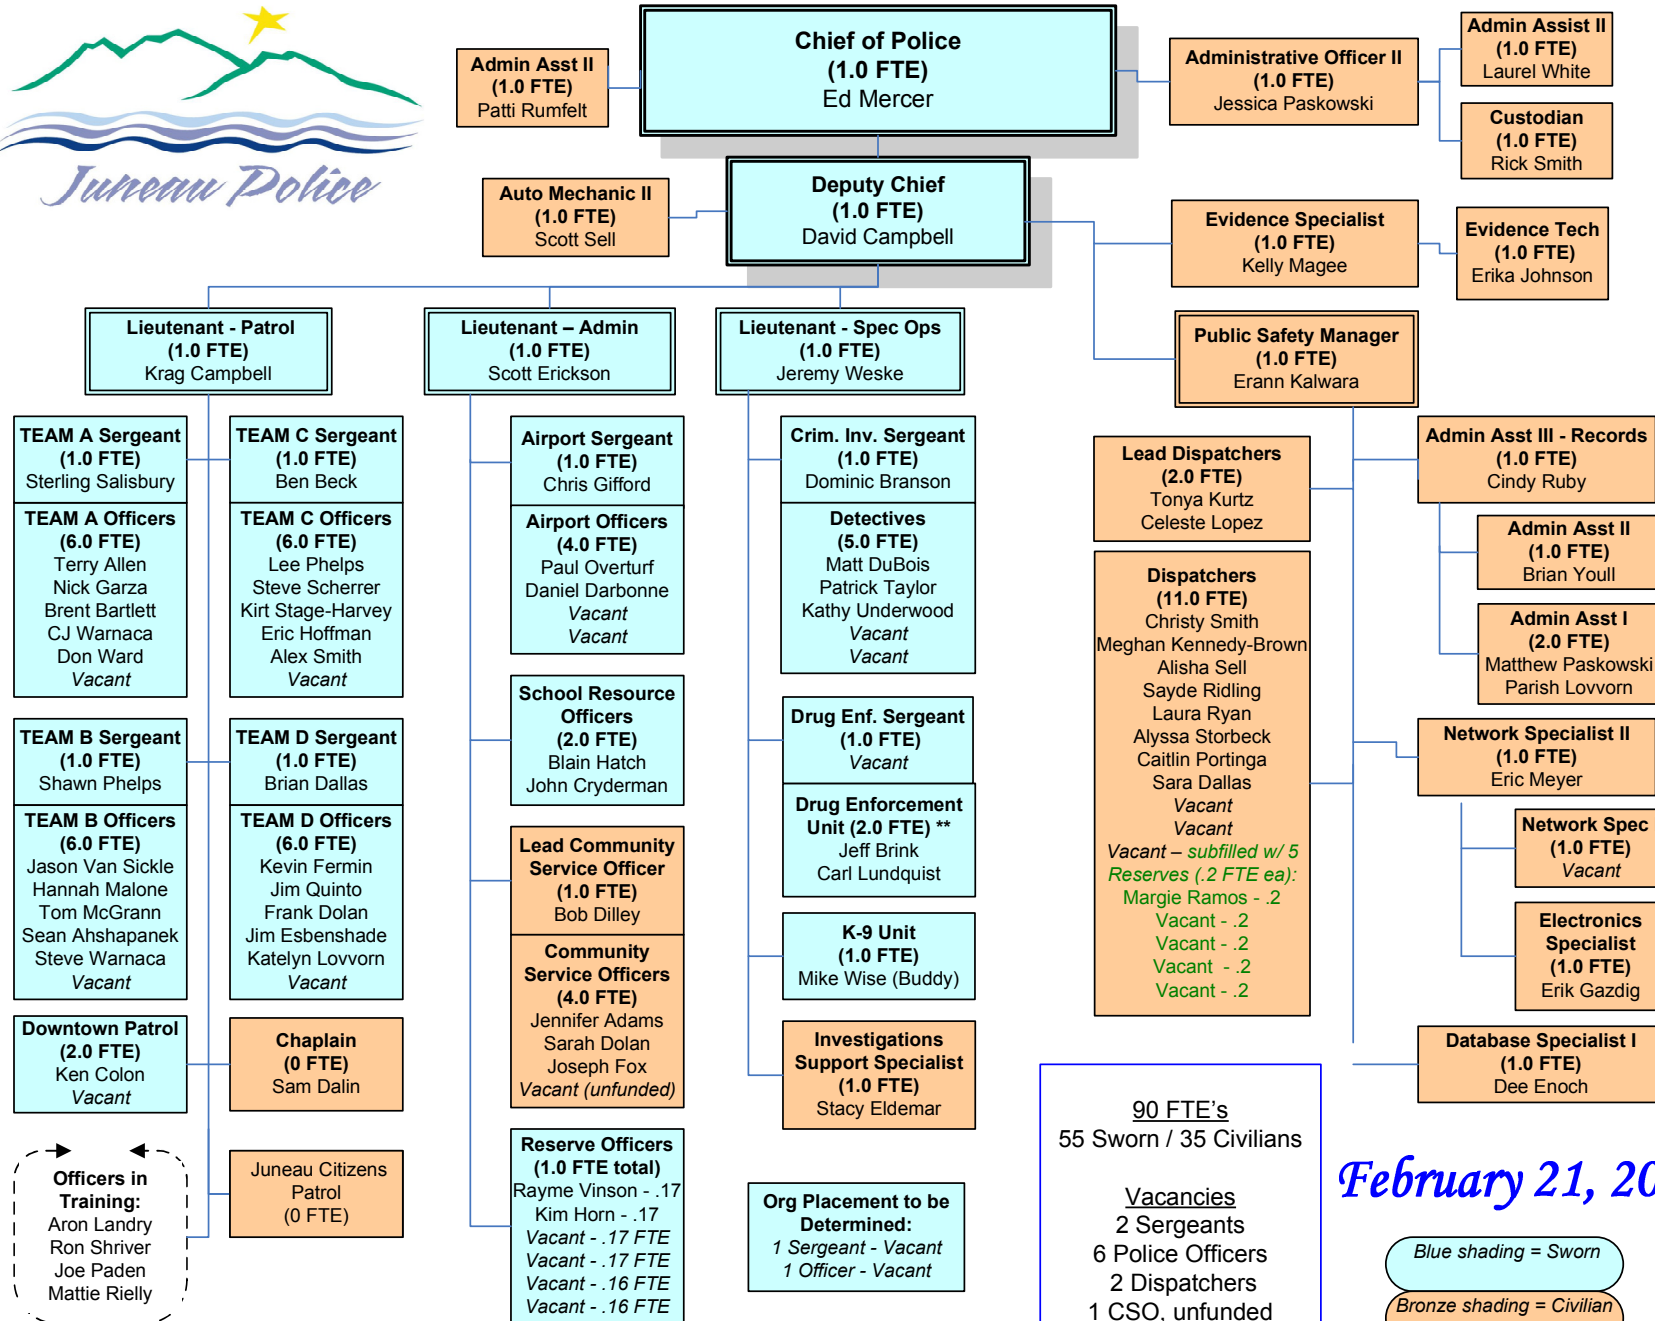 Juneau Police
Chief of Police
(1.0 FTE)
Ed Mercer
Admin Asst II
(1.0 FTE)
Patti Rumfelt
Administrative Officer II
(1.0 FTE)
Jessica Paskowski
Admin Assist II
(1.0 FTE)
Laurel White
Custodian
(1.0 FTE)
Rick Smith
Deputy Chief
(1.0 FTE)
David Campbell
Auto Mechanic II
(1.0 FTE)
Scott Sell
Evidence Specialist
(1.0 FTE)
Kelly Magee
Evidence Tech
(1.0 FTE)
Erika Johnson
Lieutenant - Patrol
(1.0 FTE)
Krag Campbell
Lieutenant – Admin
(1.0 FTE)
Scott Erickson
Lieutenant - Spec Ops
(1.0 FTE)
Jeremy Weske
Public Safety Manager
(1.0 FTE)
Erann Kalwara
TEAM A Sergeant
(1.0 FTE)
Sterling Salisbury
TEAM A Officers
(6.0 FTE)
Terry Allen
Nick Garza
Brent Bartlett
CJ Warnaca
Don Ward
Vacant
TEAM C Sergeant
(1.0 FTE)
Ben Beck
TEAM C Officers
(6.0 FTE)
Lee Phelps
Steve Scherrer
Kirt Stage-Harvey
Eric Hoffman
Alex Smith
Vacant
TEAM B Sergeant
(1.0 FTE)
Shawn Phelps
TEAM B Officers
(6.0 FTE)
Jason Van Sickle
Hannah Malone
Tom McGrann
Sean Ahshapanek
Steve Warnaca
Vacant
TEAM D Sergeant
(1.0 FTE)
Brian Dallas
TEAM D Officers
(6.0 FTE)
Kevin Fermin
Jim Quinto
Frank Dolan
Jim Esbenshade
Katelyn Lovvorn
Vacant
Downtown Patrol
(2.0 FTE)
Ken Colon
Vacant
Chaplain
(0 FTE)
Sam Dalin
Officers in
Training:
Aron Landry
Ron Shriver
Joe Paden
Mattie Rielly
Juneau Citizens
Patrol
(0 FTE)
Airport Sergeant
(1.0 FTE)
Chris Gifford
Airport Officers
(4.0 FTE)
Paul Overturf
Daniel Darbonne
Vacant
Vacant
School Resource
Officers
(2.0 FTE)
Blain Hatch
John Cryderman
Lead Community
Service Officer
(1.0 FTE)
Bob Dilley
Community
Service Officers
(4.0 FTE)
Jennifer Adams
Sarah Dolan
Joseph Fox
Vacant (unfunded)
Reserve Officers
(1.0 FTE total)
Rayme Vinson - .17
Kim Horn - .17
Vacant - .17 FTE
Vacant - .17 FTE
Vacant - .16 FTE
Vacant - .16 FTE
Crim. Inv. Sergeant
(1.0 FTE)
Dominic Branson
Detectives
(5.0 FTE)
Matt DuBois
Patrick Taylor
Kathy Underwood
Vacant
Vacant
Drug Enf. Sergeant
(1.0 FTE)
Vacant
Drug Enforcement
Unit (2.0 FTE) **
Jeff Brink
Carl Lundquist
K-9 Unit
(1.0 FTE)
Mike Wise (Buddy)
Investigations
Support Specialist
(1.0 FTE)
Stacy Eldemar
Org Placement to be
Determined:
1 Sergeant - Vacant
1 Officer - Vacant
Lead Dispatchers
(2.0 FTE)
Tonya Kurtz
Celeste Lopez
Dispatchers
(11.0 FTE)
Christy Smith
Meghan Kennedy-Brown
Alisha Sell
Sayde Ridling
Laura Ryan
Alyssa Storbeck
Caitlin Portinga
Sara Dallas
Vacant
Vacant
Vacant – subfilled w/ 5
Reserves (.2 FTE ea):
Margie Ramos - .2
Vacant - .2
Vacant - .2
Vacant - .2
Vacant - .2
Admin Asst III - Records
(1.0 FTE)
Cindy Ruby
Admin Asst II
(1.0 FTE)
Brian Youll
Admin Asst I
(2.0 FTE)
Matthew Paskowski
Parish Lovvorn
Network Specialist II
(1.0 FTE)
Eric Meyer
Network Spec
(1.0 FTE)
Vacant
Electronics
Specialist
(1.0 FTE)
Erik Gazdig
Database Specialist I
(1.0 FTE)
Dee Enoch
90 FTE's
55 Sworn / 35 Civilians
Vacancies
2 Sergeants
6 Police Officers
2 Dispatchers
1 CSO, unfunded
February 21, 20
Blue shading = Sworn
Bronze shading = Civilian